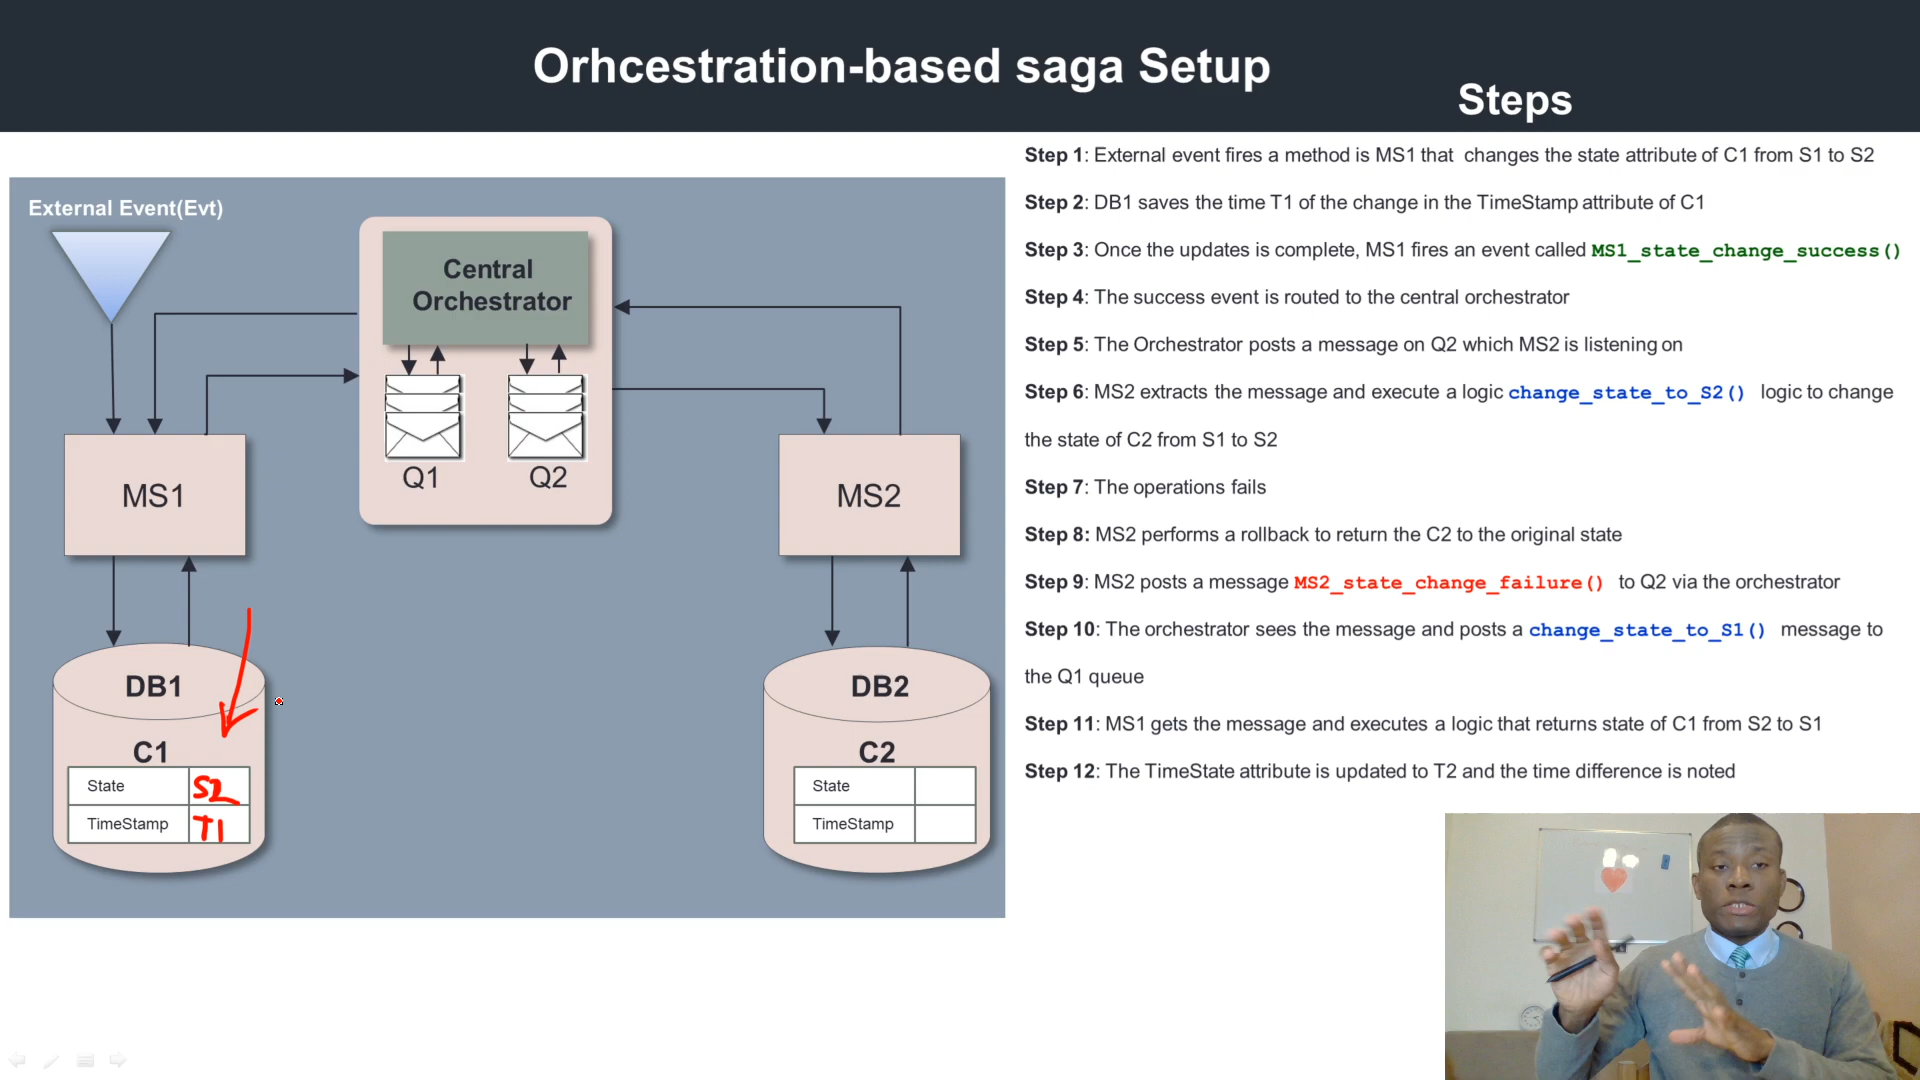 Orhcestration-based saga Setup
Steps
Step 1: External event fires a method is MS1 that changes the state attribute of C1 from S1 to S2
Step 2: DB1 saves the time T1 of the change in the TimeStamp attribute of C1
Step 3: Once the updates is complete, MS1 fires an event called MS1_state_change_success()
Step 4: The success event is routed to the central orchestrator
Step 5: The Orchestrator posts a message on Q2 which MS2 is listening on
Step 6: MS2 extracts the message and execute a logic change_state_to_S2() logic to change
the state of C2 from S1 to S2
Step 7: The operations fails
Step 8: MS2 performs a rollback to return the C2 to the original state
Step 9: MS2 posts a message MS2_state_change_failure() to Q2 via the orchestrator
Step 10: The orchestrator sees the message and posts a change_state_to_S1() message to
the Q1 queue
Step 11: MS1 gets the message and executes a logic that returns state of C1 from S2 to S1
Step 12: The TimeState attribute is updated to T2 and the time difference is noted
External Event(Evt)
Central
Orchestrator
Q1
Q2
MS1
MS2
DB1
C1
State S2
TimeStamp T1
DB2
C2
State
TimeStamp